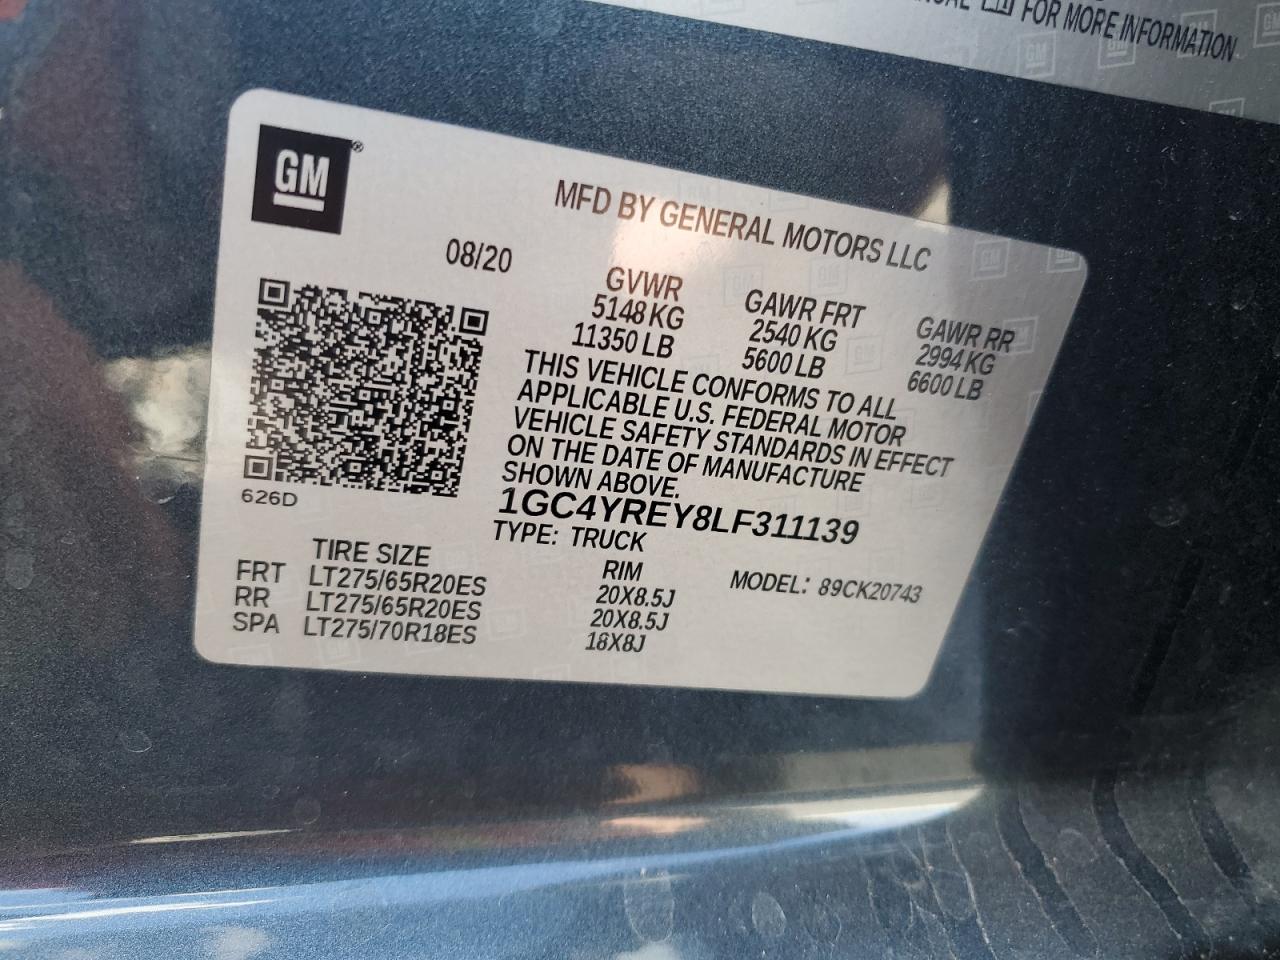 FOR MORE INFORMATION
GM®
MFD BY GENERAL MOTORS LLC
08/20
GVWR GAWR FRT GAWR RR
5148 KG 2540 KG 2994 KG
11350 LB 5600 LB 6600 LB
THIS VEHICLE CONFORMS TO ALL
APPLICABLE U.S. FEDERAL MOTOR
VEHICLE SAFETY STANDARDS IN EFFECT
ON THE DATE OF MANUFACTURE
SHOWN ABOVE.
626D
1GC4YREY8LF311139
TYPE: TRUCK
MODEL: 89CK20743
TIRE SIZE RIM
FRT LT275/65R20ES 20X8.5J
RR LT275/65R20ES 20X8.5J
SPA LT275/70R18ES 18X8J